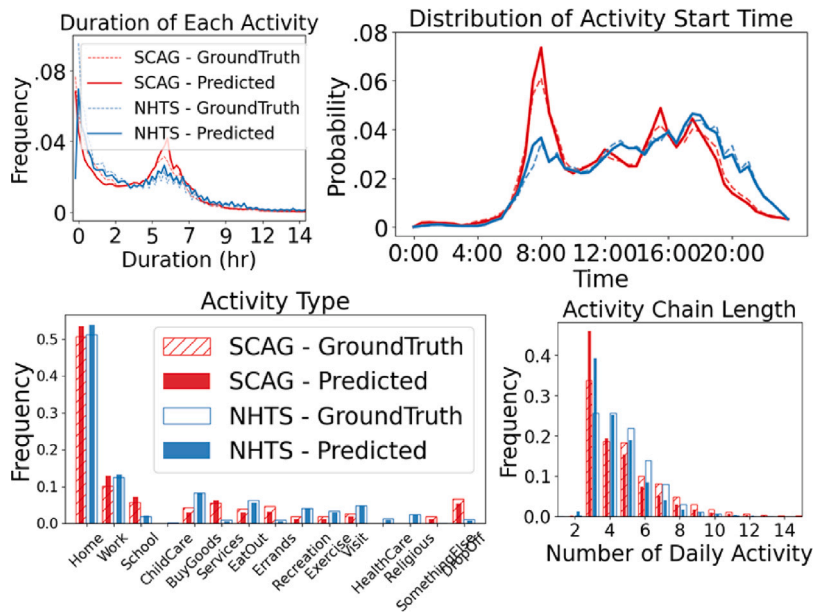 Duration of Each Activity
Frequency
.08
.04
0
SCAG - GroundTruth
SCAG - Predicted
NHTS - GroundTruth
NHTS - Predicted
0 2 5 7 9 12 14
Duration (hr)
Distribution of Activity Start Time
Probability
.08
.06
.04
.02
0
0:00 4:00 8:00 12:00 16:00 20:00
Time
Activity Type
Frequency
0.5
0.4
0.3
0.2
0.1
0.0
SCAG - GroundTruth
SCAG - Predicted
NHTS - GroundTruth
NHTS - Predicted
Home
Work
School
ChildCare
BuyGoods
Services
EatOut
Errands
Recreation
Exercise
Visit
HealthCare
Religious
SomethingElse
DropOff
Activity Chain Length
Frequency
0.4
0.3
0.2
0.1
0.0
2 4 6 8 10 12 14
Number of Daily Activity